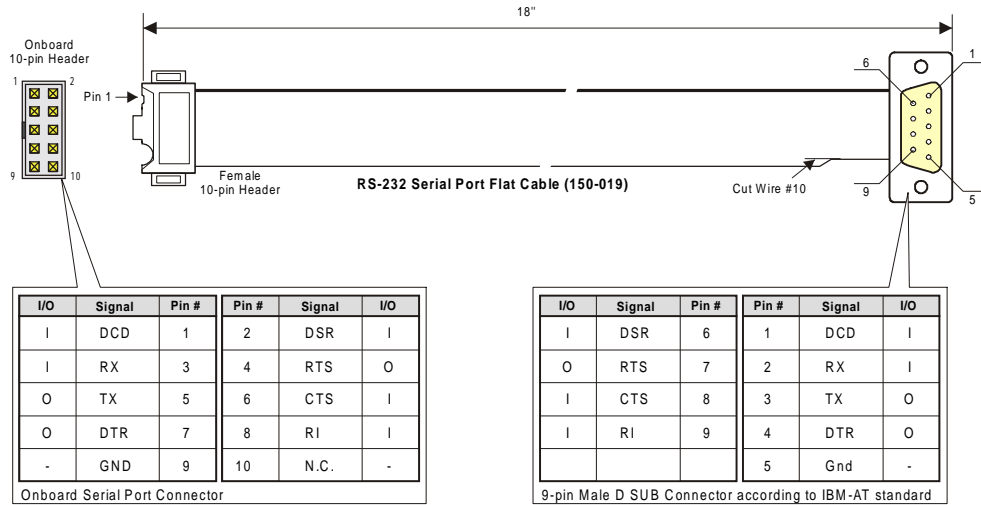 18"
Onboard
10-pin Header
1
2
Pin 1
9
10
Female
10-pin Header
RS-232 Serial Port Flat Cable (150-019)
Cut Wire #10
6
1
9
5
I/O Signal Pin # Pin # Signal I/O
I DCD 1 2 DSR I
I RX 3 4 RTS O
O TX 5 6 CTS I
O DTR 7 8 RI I
- GND 9 10 N.C. -
Onboard Serial Port Connector
I/O Signal Pin # Pin # Signal I/O
I DSR 6 1 DCD I
O RTS 7 2 RX I
I CTS 8 3 TX O
I RI 9 4 DTR O
5 Gnd -
9-pin Male D SUB Connector according to IBM-AT standard